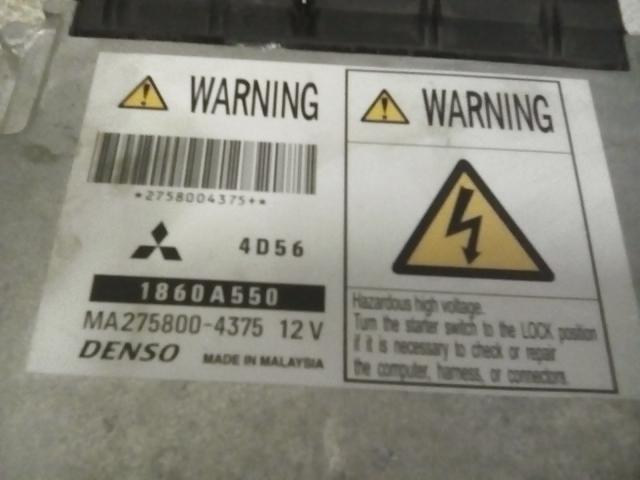 WARNING
*2758004375+*
4D56
1860A550
MA275800-4375 12V
DENSO MADE IN MALAYSIA
WARNING
Hazardous high voltage.
Turn the starter switch to the LOCK position
if it is necessary to check or repair
the computer, harness, or connectors.